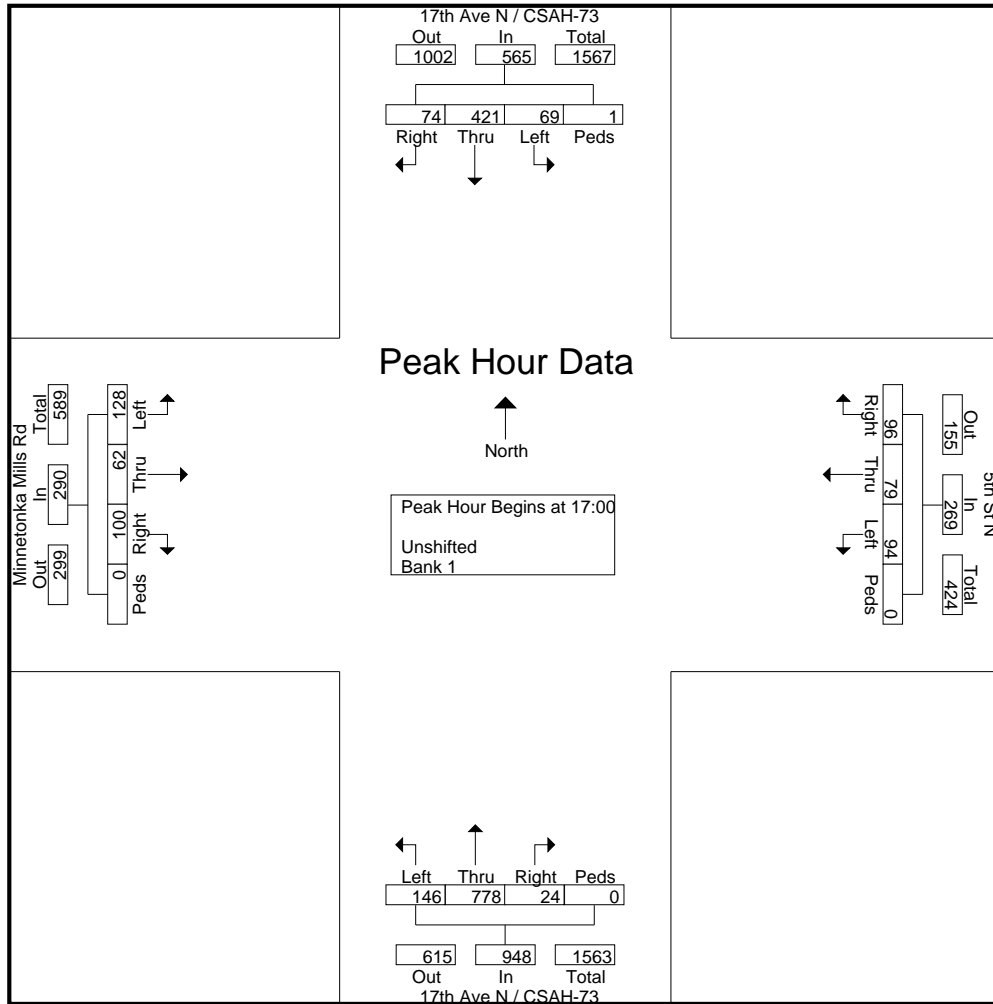 17th Ave N / CSAH-73
Out In Total
1002 565 1567
74 421 69 1
Right Thru Left Peds
Peak Hour Data
North
Peak Hour Begins at 17:00
Unshifted
Bank 1
Minnetonka Mills Rd
Out In Total
299 290 589
128 62 100 0
Left Thru Right Peds
5th St N
Out In Total
155 269 424
96 79 94 0
Right Thru Left Peds
Left Thru Right Peds
146 778 24 0
615 948 1563
Out In Total
17th Ave N / CSAH-73